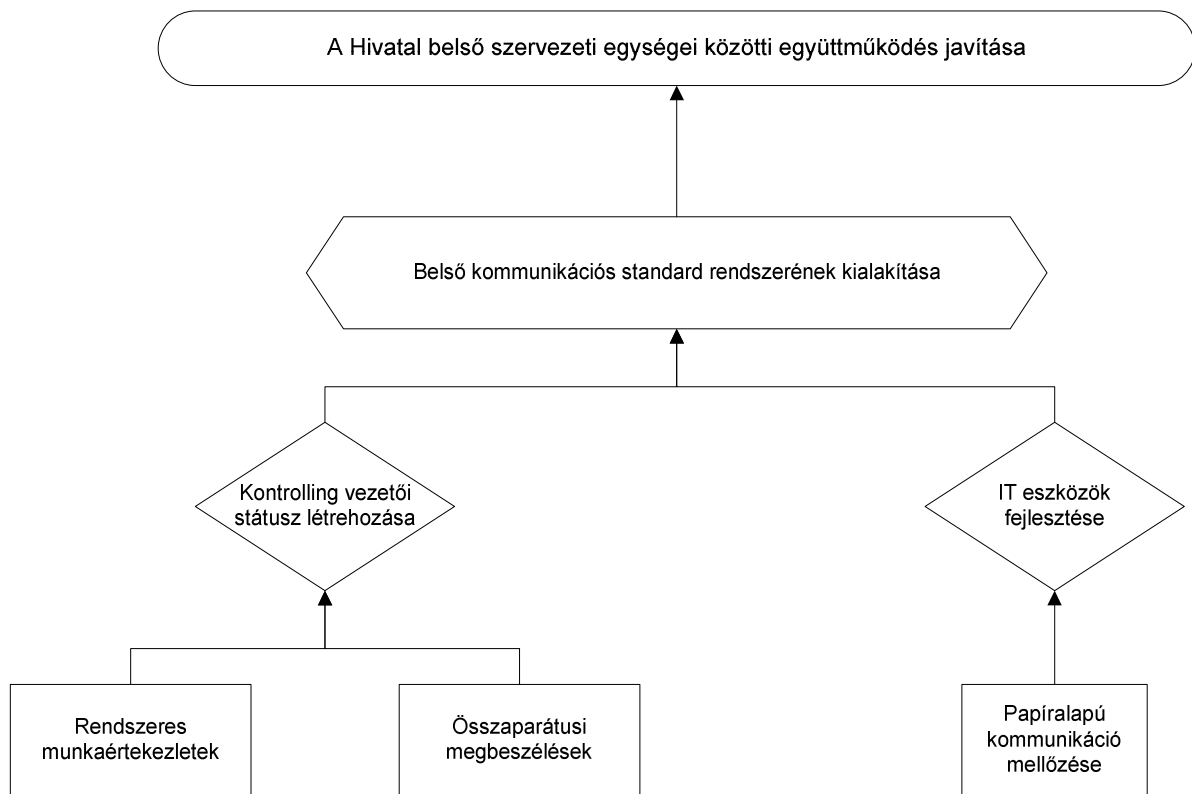 A Hivatal belső szervezeti egységei közötti együttműködés javítása
Belső kommunikációs standard rendszerének kialakítása
Kontrolling vezetői
státusz létrehozása
IT eszközök
fejlesztése
Rendszeres
munkaértekezletek
Összaparátusi
megbeszélések
Papíralapú
kommunikáció
mellőzése